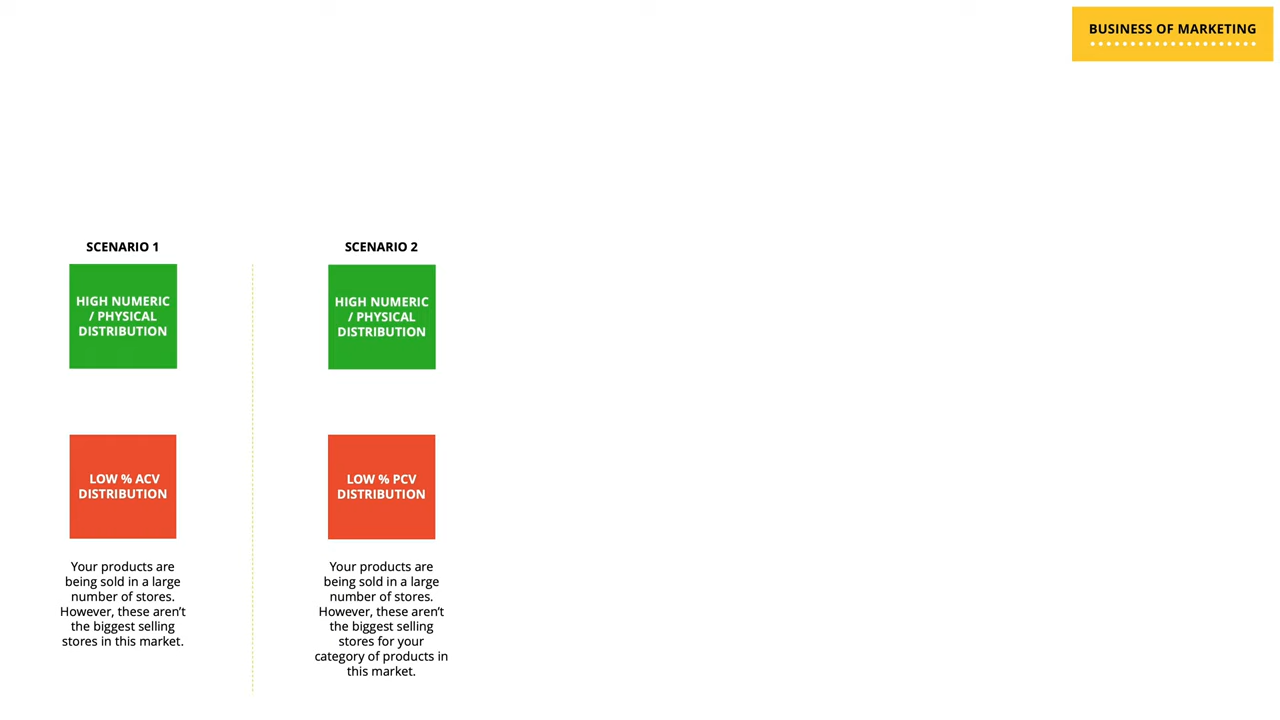 BUSINESS OF MARKETING
SCENARIO 1
HIGH NUMERIC
/ PHYSICAL
DISTRIBUTION
LOW % ACV
DISTRIBUTION
Your products are
being sold in a large
number of stores.
However, these aren’t
the biggest selling
stores in this market.
SCENARIO 2
HIGH NUMERIC
/ PHYSICAL
DISTRIBUTION
LOW % PCV
DISTRIBUTION
Your products are
being sold in a large
number of stores.
However, these aren’t
the biggest selling
stores for your
category of products in
this market.